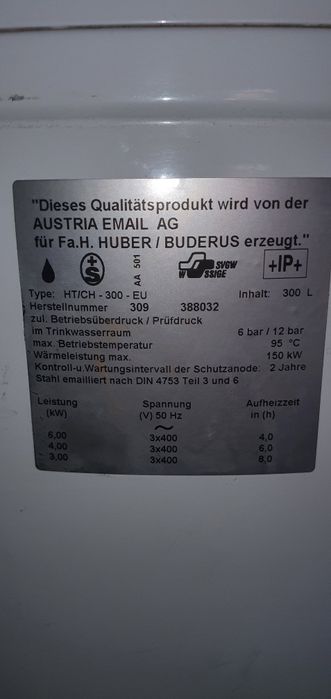 "Dieses Qualitätsprodukt wird von der
AUSTRIA EMAIL AG
für Fa.H. HUBER / BUDERUS erzeugt."
S
AA 501
SVGW
W SSIGE
+IP+
Type: HT/CH - 300 - EU Inhalt: 300 L
Herstellnummer 309 388032
zul. Betriebsüberdruck / Prüfdruck
im Trinkwasserraum 6 bar / 12 bar
max. Betriebstemperatur 95 °C
Wärmeleistung max. 150 kW
Kontroll-u.Wartungsintervall der Schutzanode: 2 Jahre
Stahl emailliert nach DIN 4753 Teil 3 und 6
Leistung Spannung Aufheizzeit
(kW) (V) 50 Hz in (h)
~
6,00 3x400 4,0
4,00 3x400 6,0
3,00 3x400 8,0